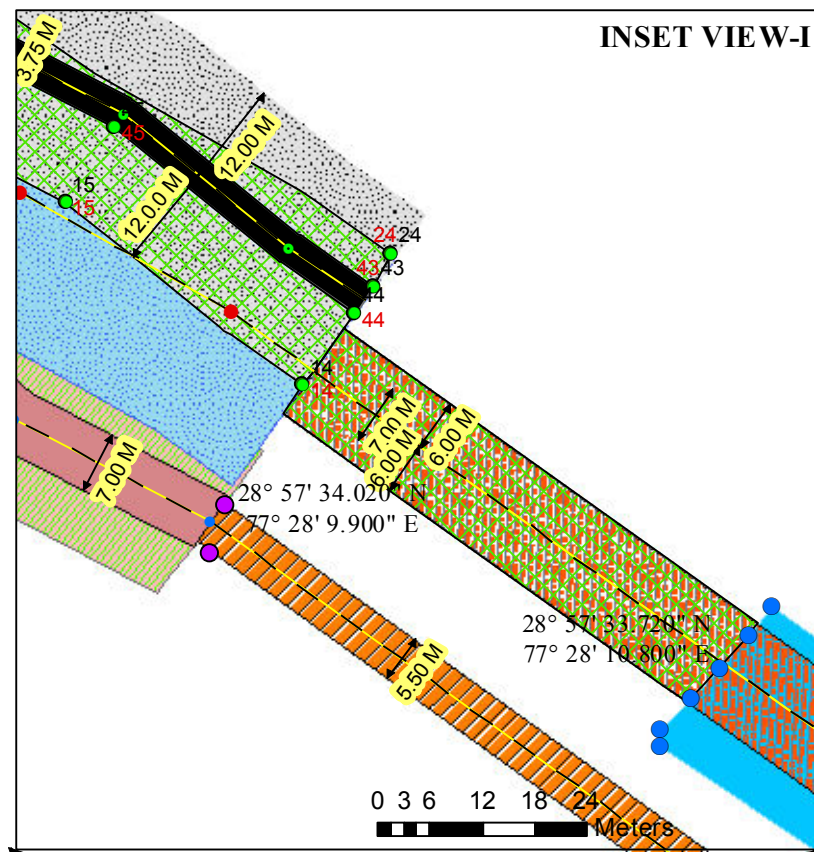 INSET VIEW-I
3.75 M
45
12.00 M
15
15
12.0.0 M
24 24
43 43
44
44
14
14
7.00 M
6.00 M
6.00 M
7.00 M
28° 57' 34.020" N
77° 28' 9.900" E
28° 57' 33.720" N
77° 28' 10.800" E
5.50 M
0 3 6 12 18 24
Meters